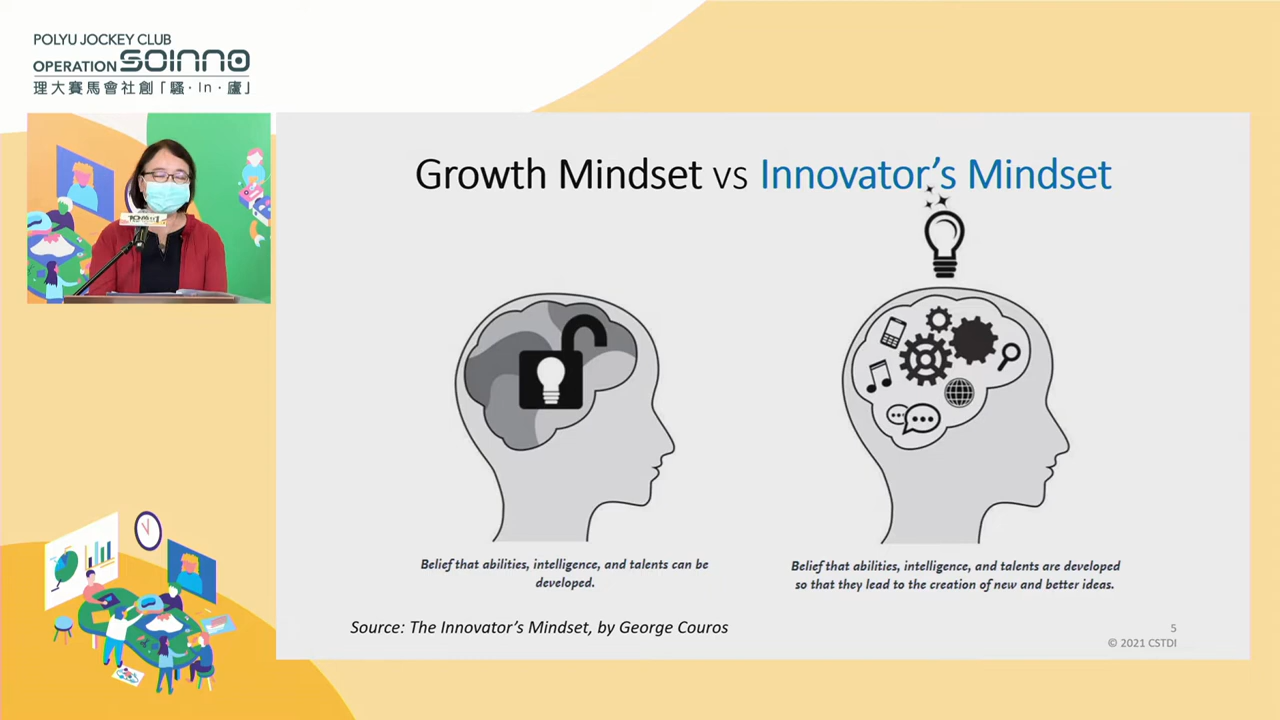 POLYU JOCKEY CLUB
OPERATION SOINNO
理大賽馬會社創「騷·In·廬」
Growth Mindset vs Innovator's Mindset
Belief that abilities, intelligence, and talents can be
developed.
Belief that abilities, intelligence, and talents are developed
so that they lead to the creation of new and better ideas.
Source: The Innovator's Mindset, by George Couros
5
© 2021 CSTDI